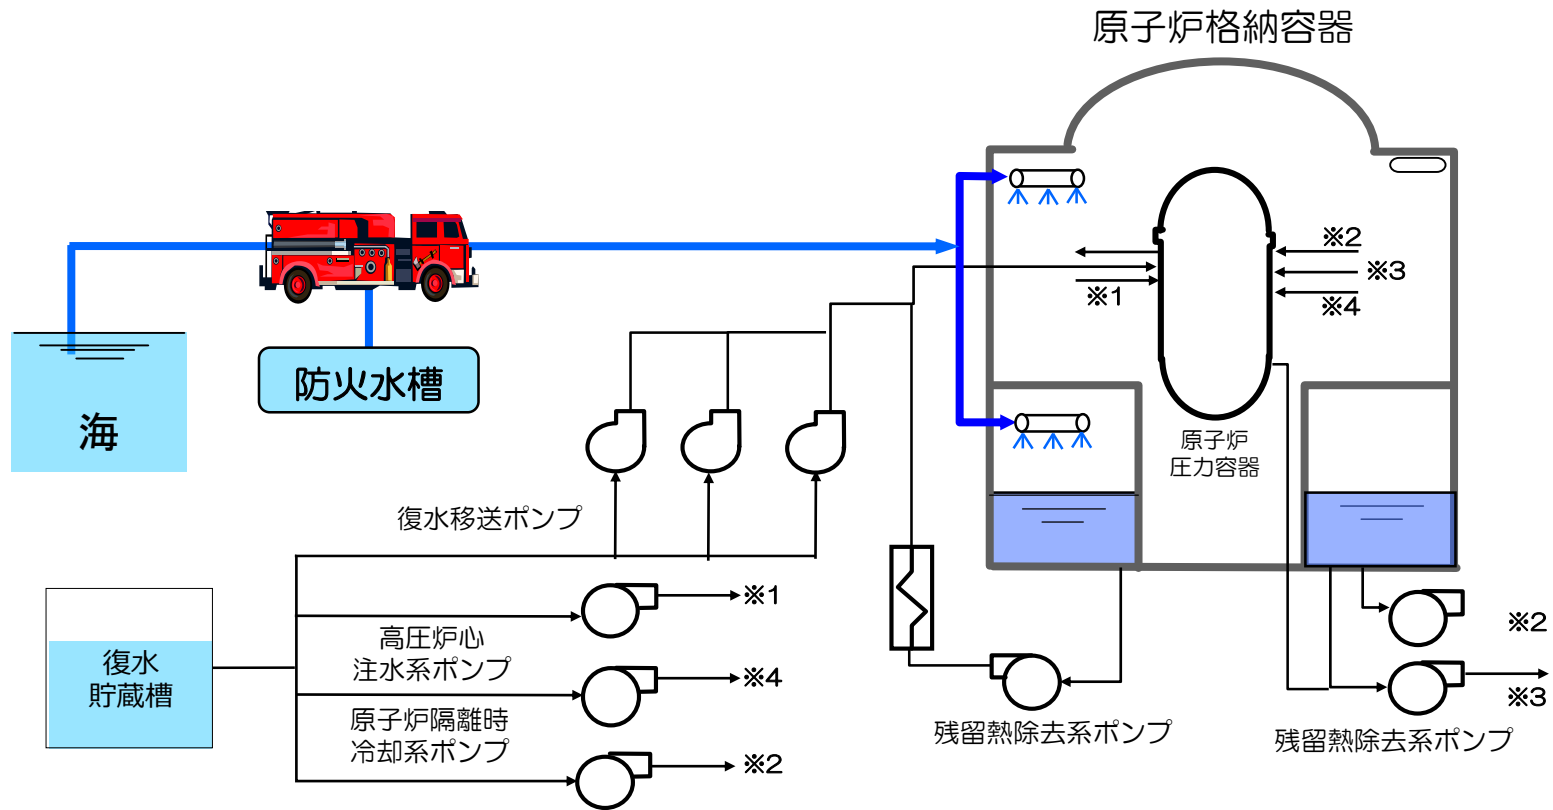 原子炉格納容器
※2
※3
※1
※4
防火水槽
海
原子炉
圧力容器
復水移送ポンプ
※1
高圧炉心
注水系ポンプ
※2
復水
貯蔵槽
※4
※3
原子炉隔離時
冷却系ポンプ
残留熱除去系ポンプ
残留熱除去系ポンプ
※2